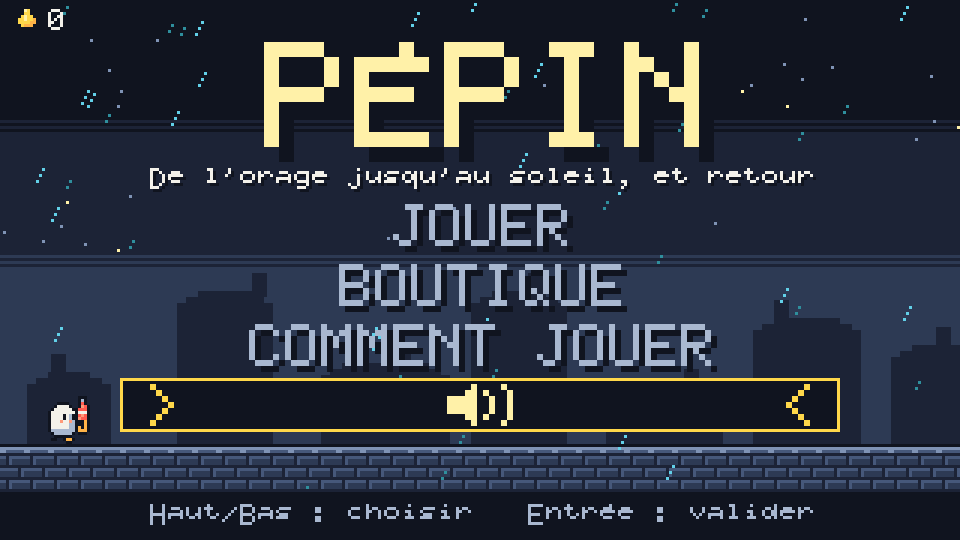 0
PÉPIN
De l'orage jusqu'au soleil, et retour
JOUER
BOUTIQUE
COMMENT JOUER
Haut/Bas : choisir    Entrée : valider